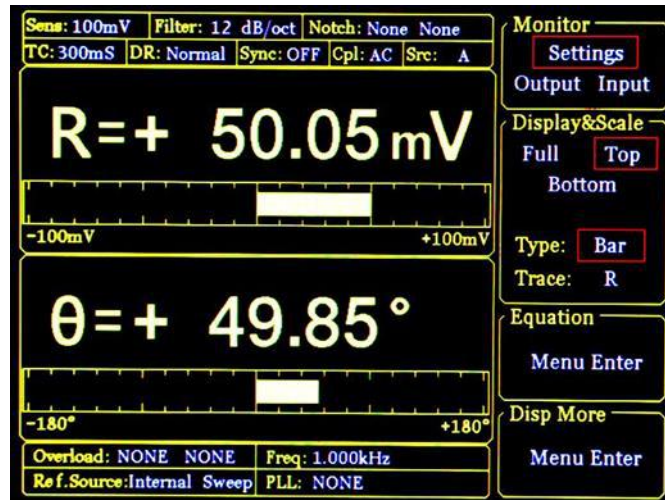 Sens: 100mV Filter: 12 dB/oct Notch: None None
TC: 300mS DR: Normal Sync: OFF Cpl: AC Src: A
R=+ 50.05 mV
-100mV +100mV
θ=+ 49.85°
-180° +180°
Overload: NONE NONE Freq: 1.000kHz
Ref.Source:Internal Sweep PLL: NONE
Monitor
Settings
Output Input
Display&Scale
Full Top
Bottom
Type: Bar
Trace: R
Equation
Menu Enter
Disp More
Menu Enter